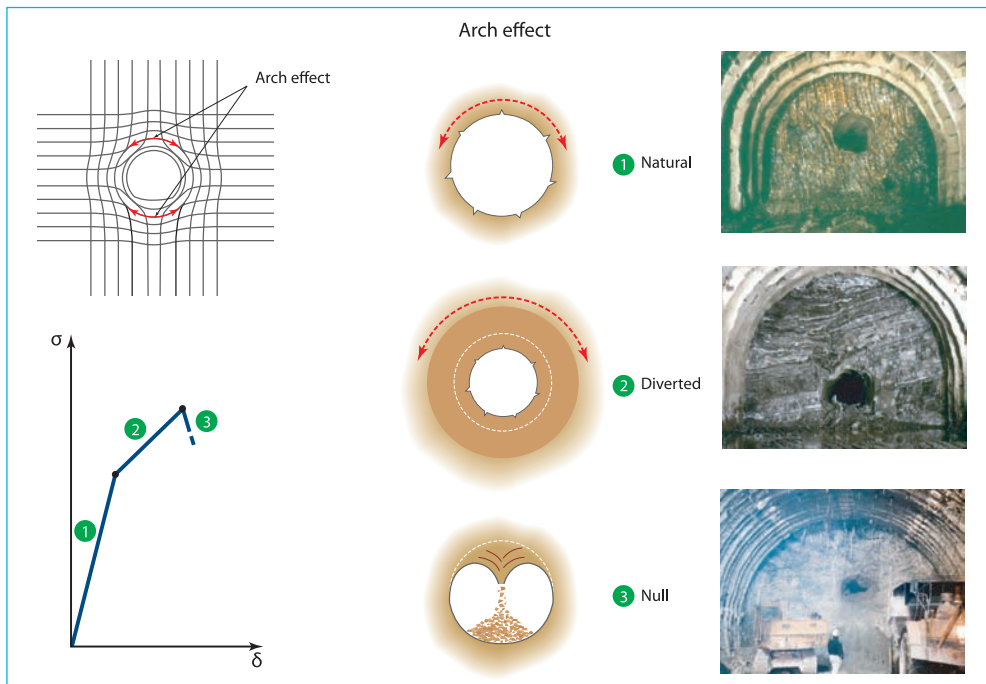 Arch effect
Arch effect
1 Natural
2 Diverted
3 Null
σ
3
2
1
δ